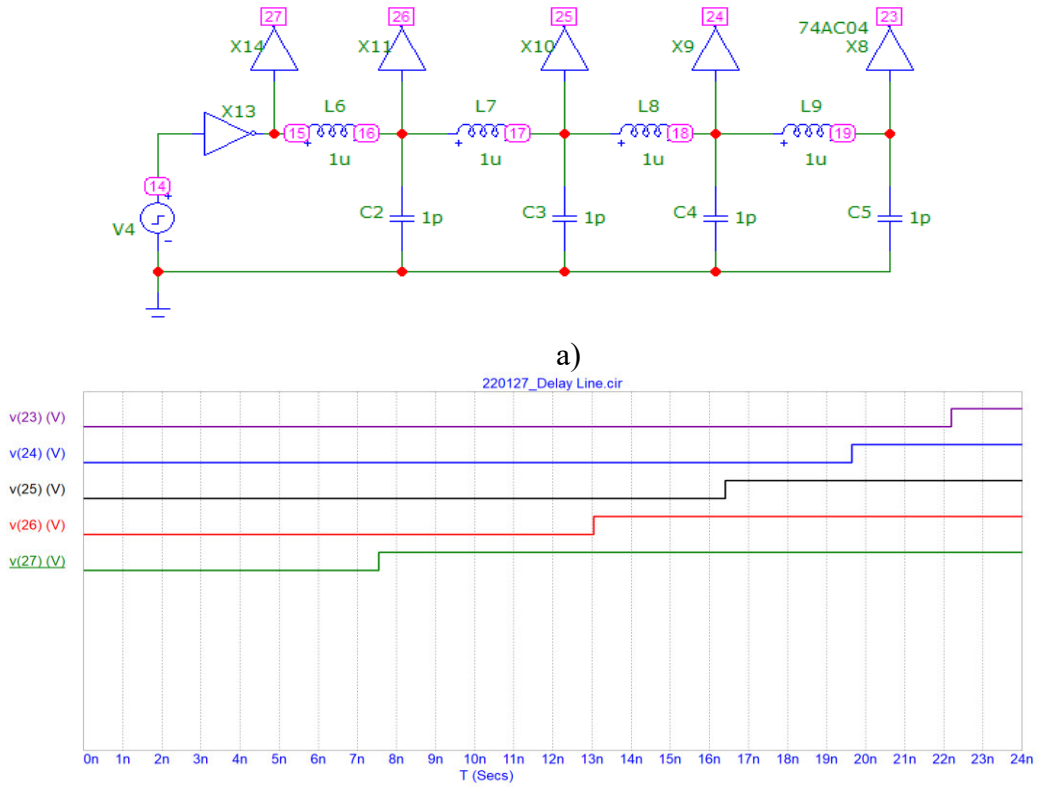 27 26 25 24 74AC04 23
X14 X11 X10 X9 X8
X13 L6 L7 L8 L9
15 16 17 18 19
1u 1u 1u 1u
14
+
V4 C2 1p C3 1p C4 1p C5 1p
a)
220127_Delay Line.cir
v(23) (V)
v(24) (V)
v(25) (V)
v(26) (V)
v(27) (V)
0n 1n 2n 3n 4n 5n 6n 7n 8n 9n 10n 11n 12n 13n 14n 15n 16n 17n 18n 19n 20n 21n 22n 23n 24n
T (Secs)